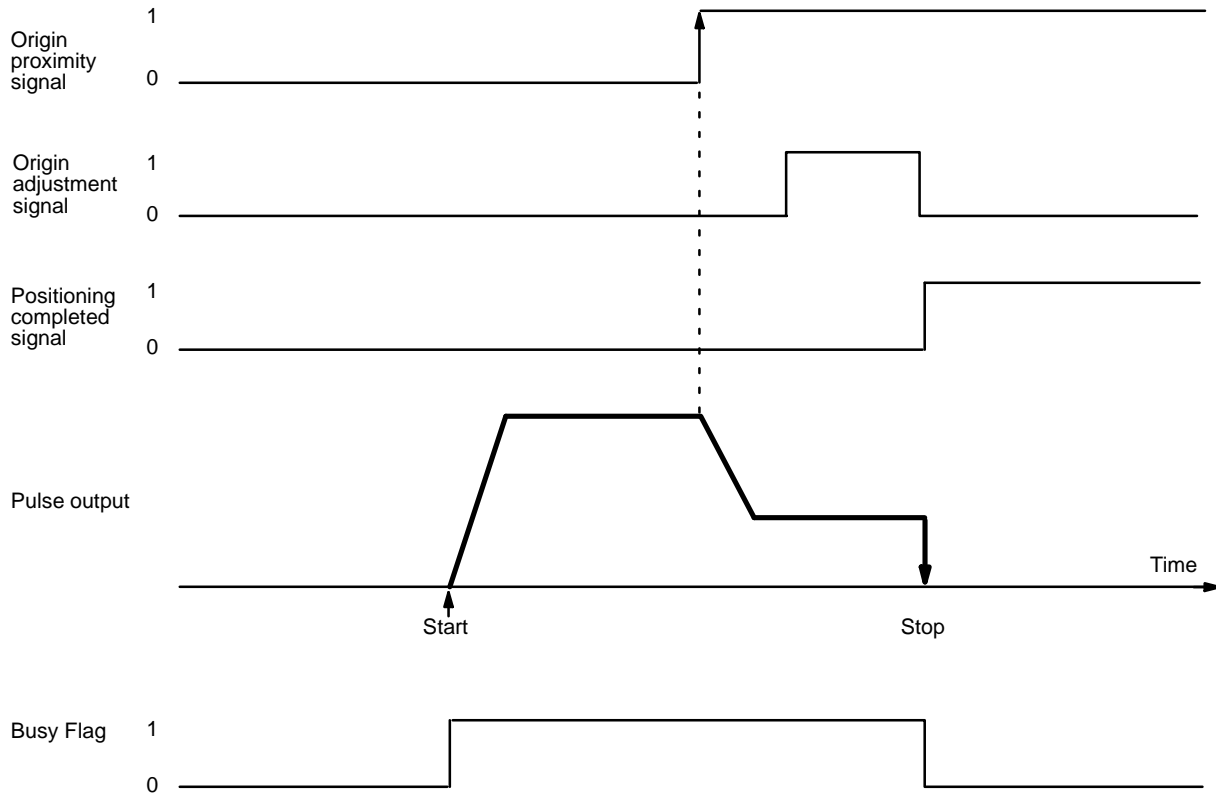 1
Origin
proximity
signal
0
Origin
adjustment
signal
1
0
Positioning
completed
signal
1
0
Pulse output
Time
Start
Stop
Busy Flag
1
0